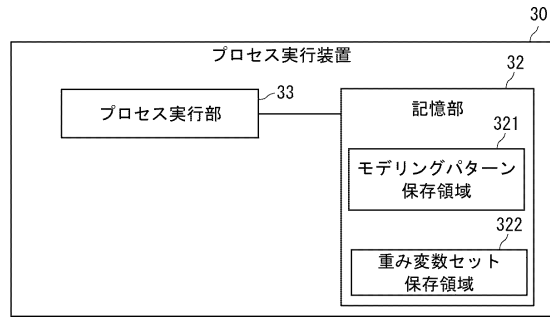 30
プロセス実行装置
33
プロセス実行部
32
記憶部
321
モデリングパターン
保存領域
322
重み変数セット
保存領域